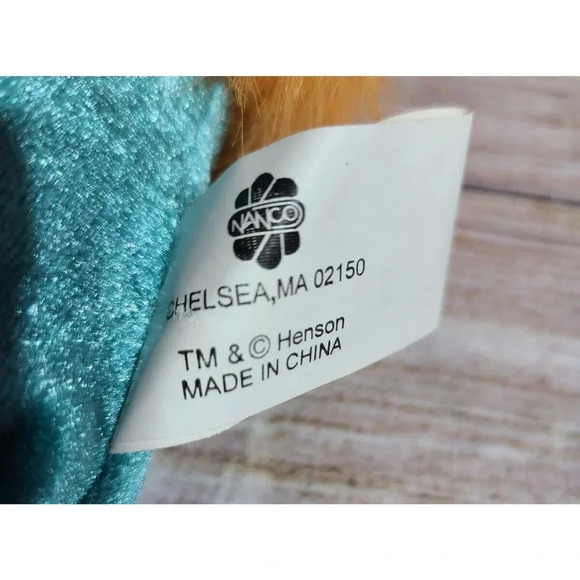 NANCO
CHELSEA, MA 02150
TM & © Henson
MADE IN CHINA